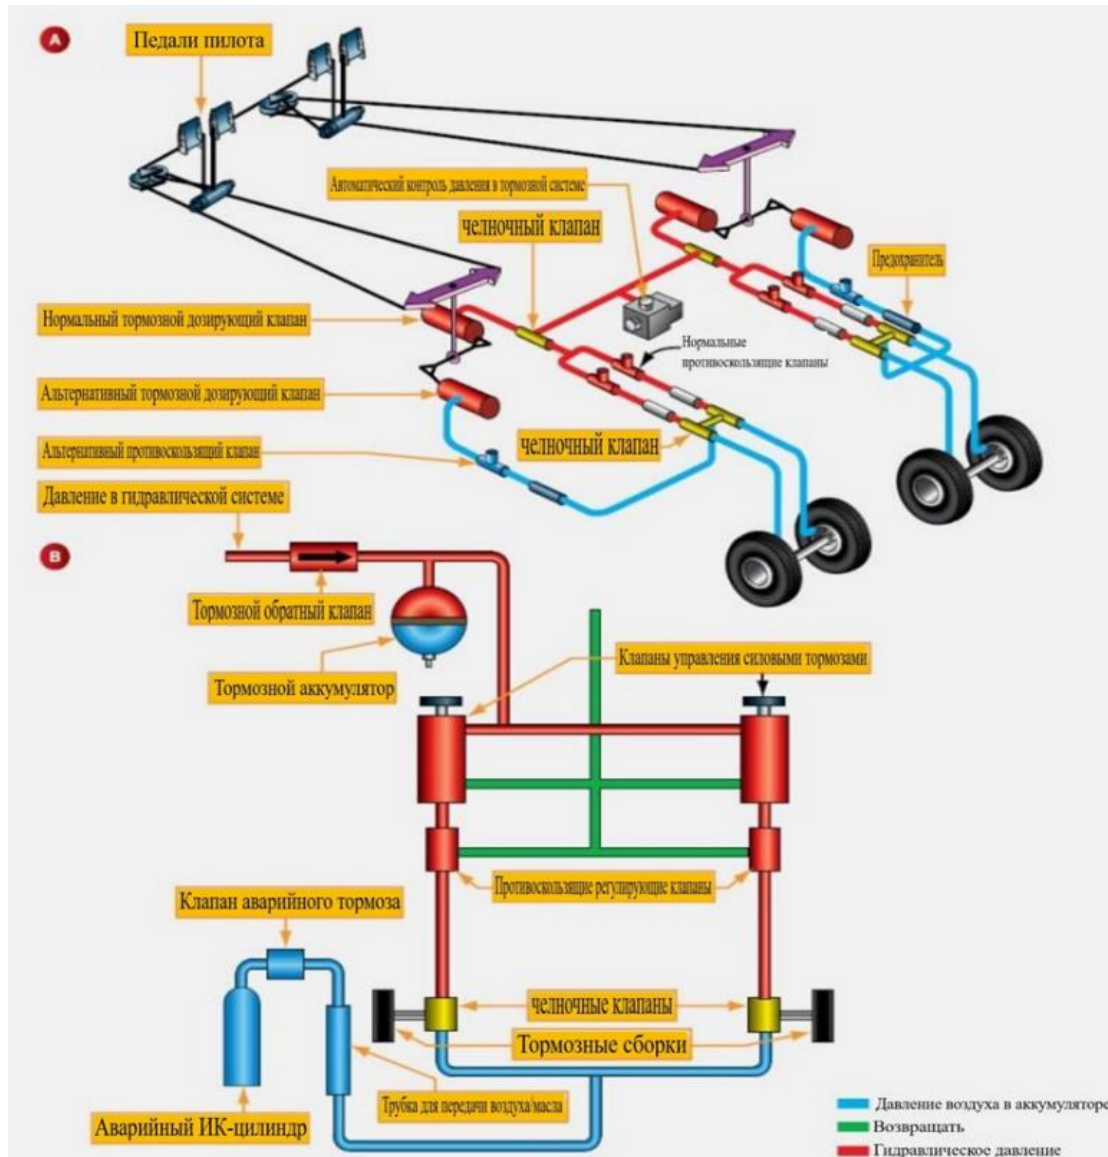 A
Педали пилота
Автоматический контроль давления в тормозной системе
челночный клапан
Предохранитель
Нормальный тормозной дозирующий клапан
Нормальные
противоскользящие клапаны
Альтернативный тормозной дозирующий клапан
челночный клапан
Альтернативный противоскользящий клапан
Давление в гидравлической системе
B
Тормозной обратный клапан
Клапаны управления силовыми тормозами
Тормозной аккумулятор
Противоскользящие регулирующие клапаны
Клапан аварийного тормоза
челночные клапаны
Тормозные сборки
Трубка для передачи воздуха/масла
Аварийный ИК-цилиндр
Давление воздуха в аккумуляторе
Возвращать
Гидравлическое давление